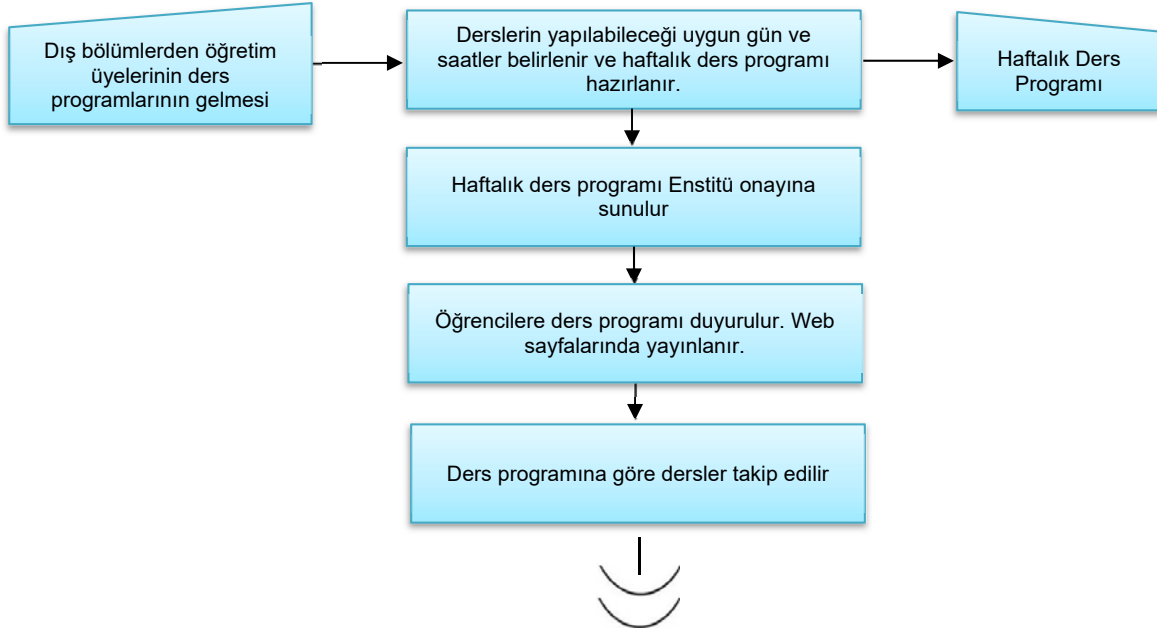 Dış bölümlerden öğretim
üyelerinin ders
programlarının gelmesi
Derslerin yapılabileceği uygun gün ve
saatler belirlenir ve haftalık ders programı
hazırlanır.
Haftalık Ders
Programı
Haftalık ders programı Enstitü onayına
sunulur
Öğrencilere ders programı duyurulur. Web
sayfalarında yayınlanır.
Ders programına göre dersler takip edilir